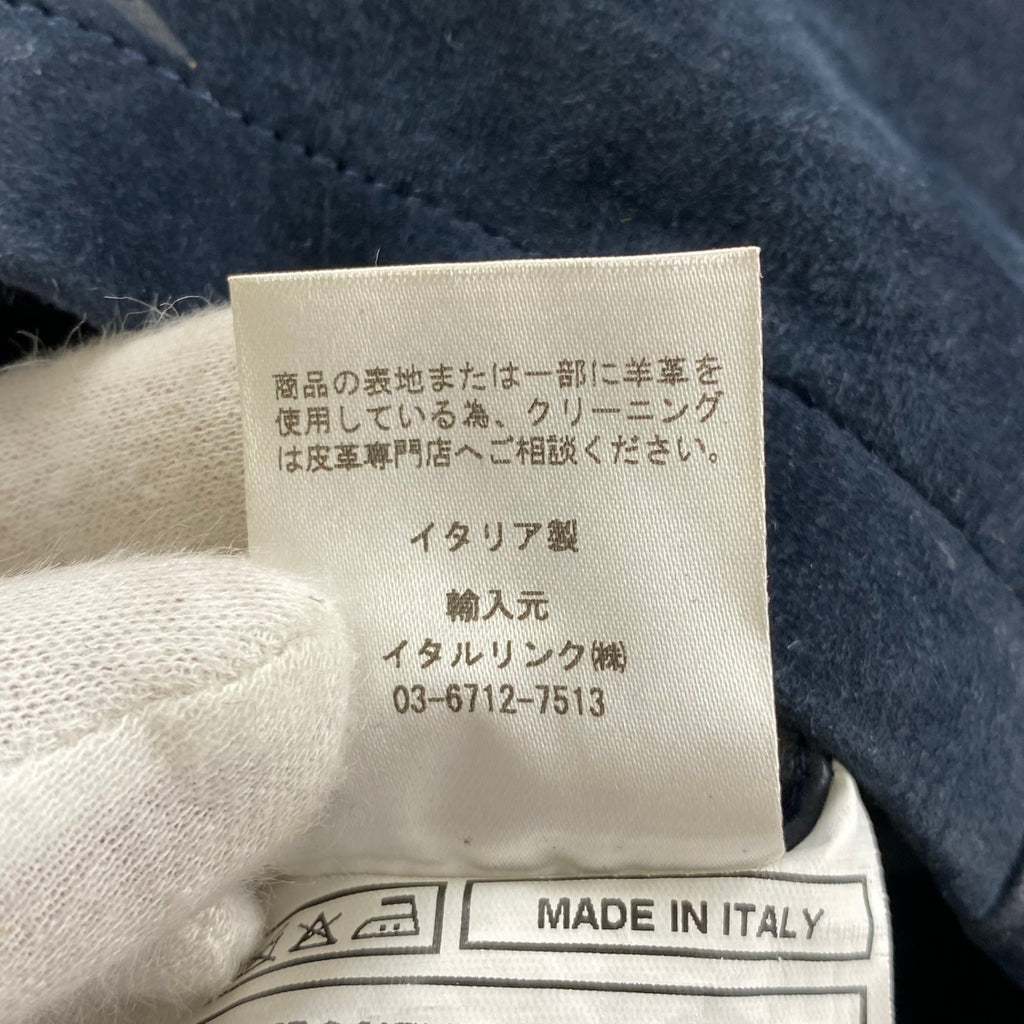 商品の表地または一部に羊革を
使用している為、クリーニング
は皮革専門店へご相談ください。
イタリア製
輸入元
イタルリンク㈱
03-6712-7513
MADE IN ITALY